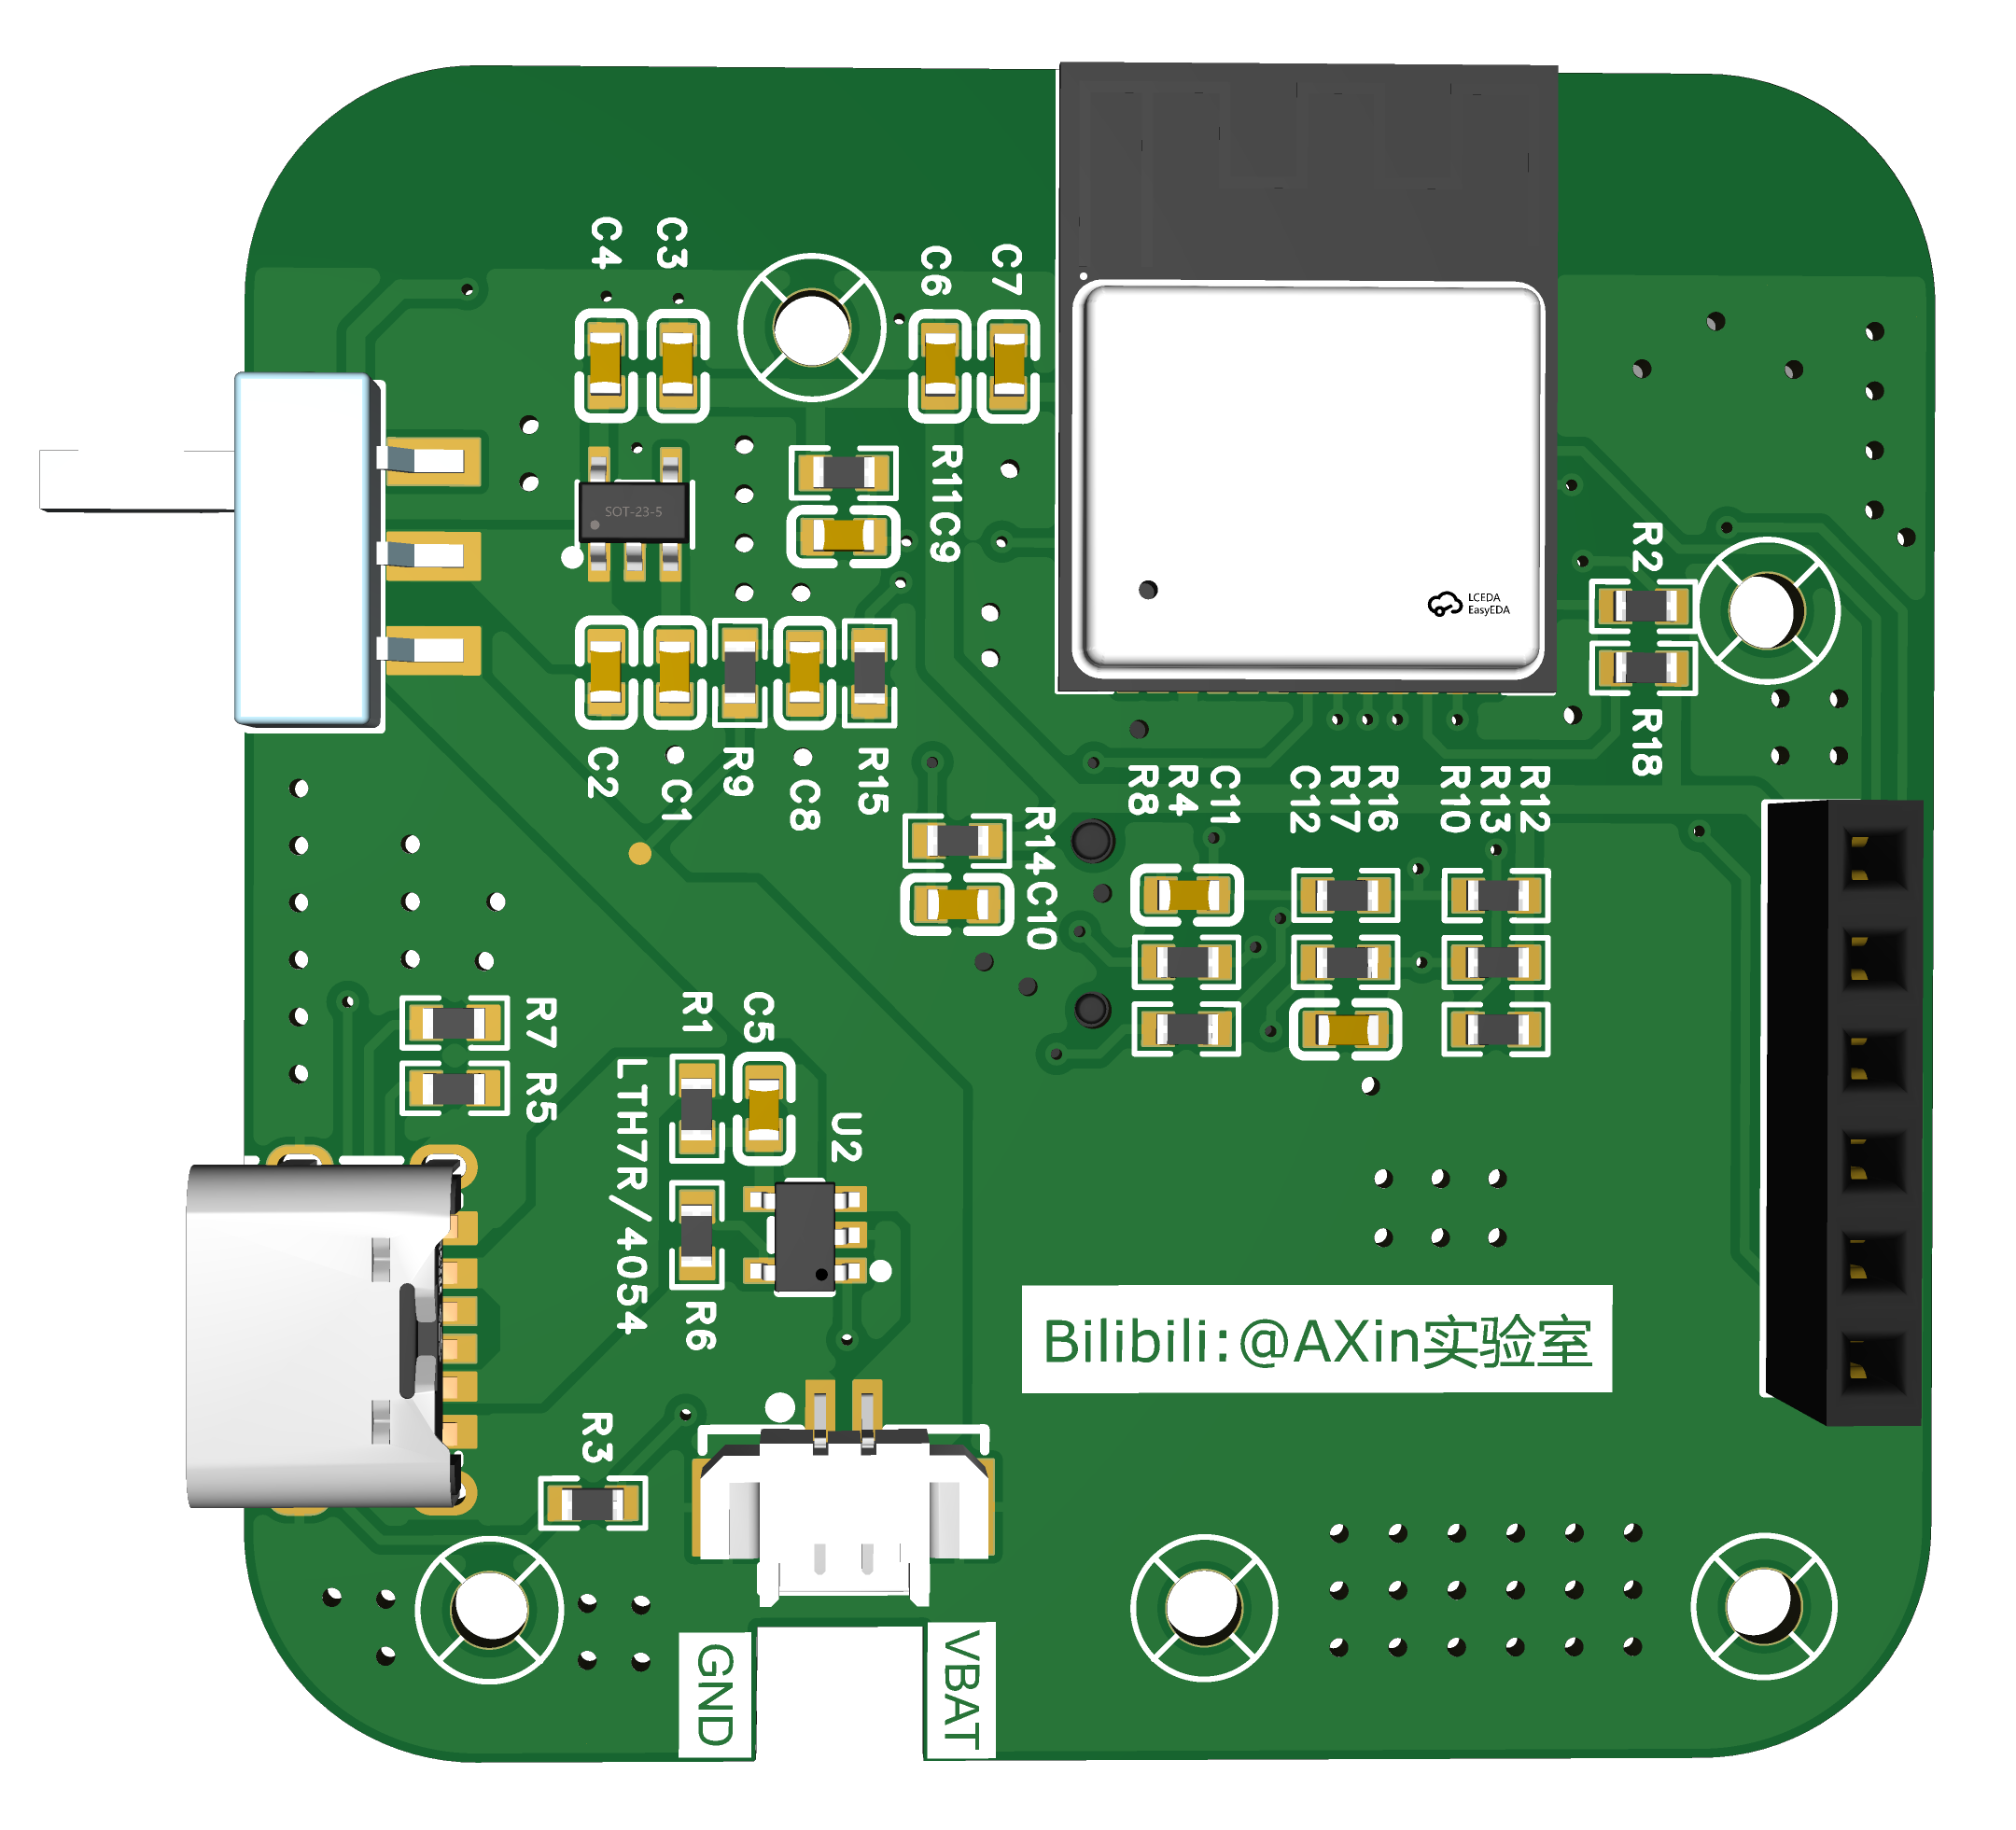 C4
C3
C6
C7
R11
C9
SOT-23-5
LCEDA
EasyEDA
R2
R18
C2
C1
R9
C8
R15
R14
C10
R8
R4
C11
C12
R17
R16
R10
R13
R12
R7
R5
R1
C5
U2
LTH7R/4054
R6
R3
Bilibili:@AXin实验室
GND
VBAT